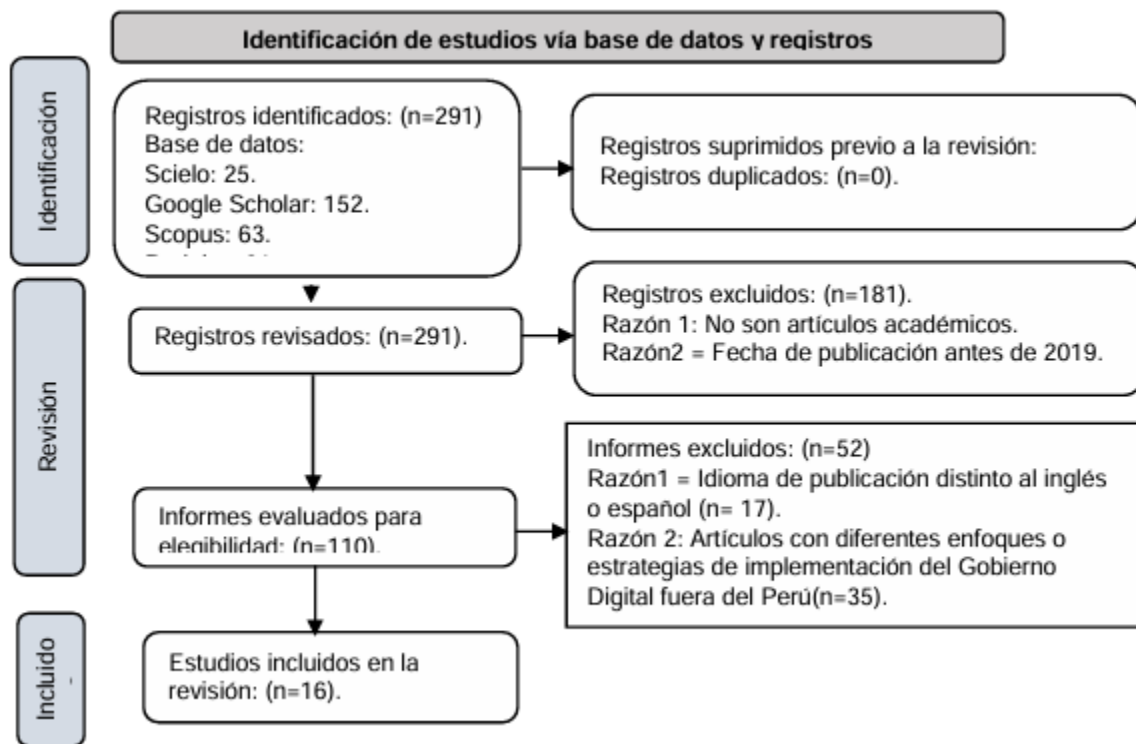 Identificación de estudios vía base de datos y registros
Identificación
Registros identificados: (n=291)
Base de datos:
Scielo: 25.
Google Scholar: 152.
Scopus: 63.
Registros suprimidos previo a la revisión:
Registros duplicados: (n=0).
Revisión
Registros revisados: (n=291).
Registros excluidos: (n=181).
Razón 1: No son artículos académicos.
Razón2 = Fecha de publicación antes de 2019.
Informes evaluados para
elegibilidad: (n=110).
Informes excluidos: (n=52)
Razón1 = Idioma de publicación distinto al inglés
o español (n= 17).
Razón 2: Artículos con diferentes enfoques o
estrategias de implementación del Gobierno
Digital fuera del Perú(n=35).
Incluido
Estudios incluidos en la
revisión: (n=16).